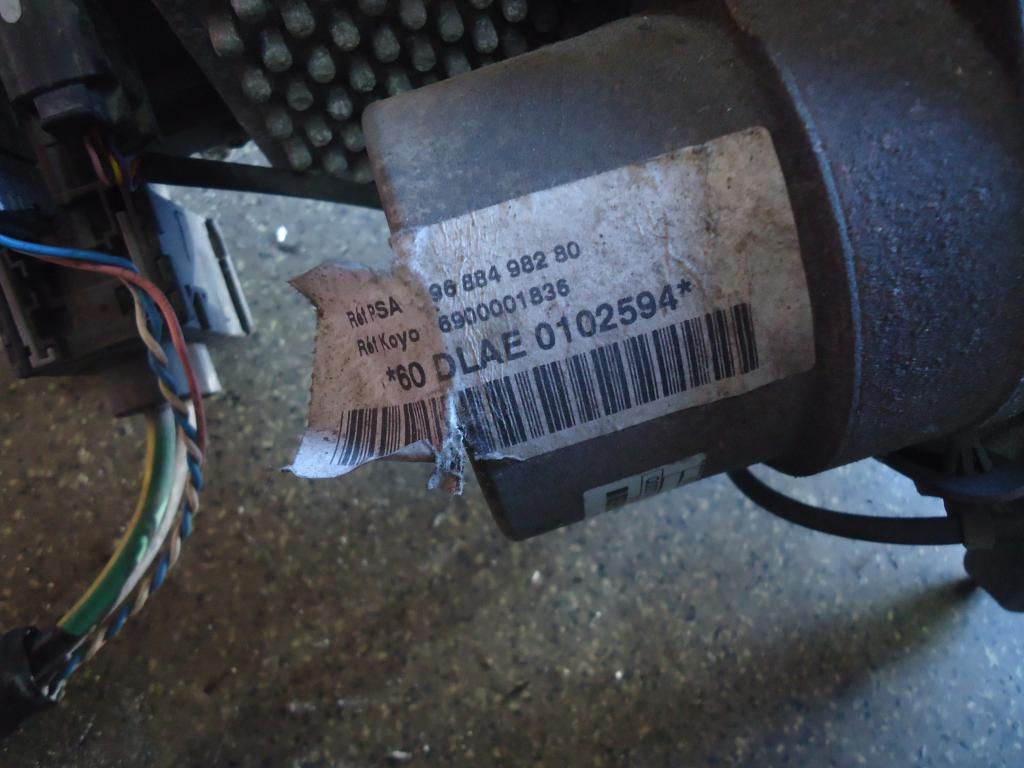 Réf PSA 96 884 982 80
Réf Koyo 6900001836
*60 DLAE 0102594*